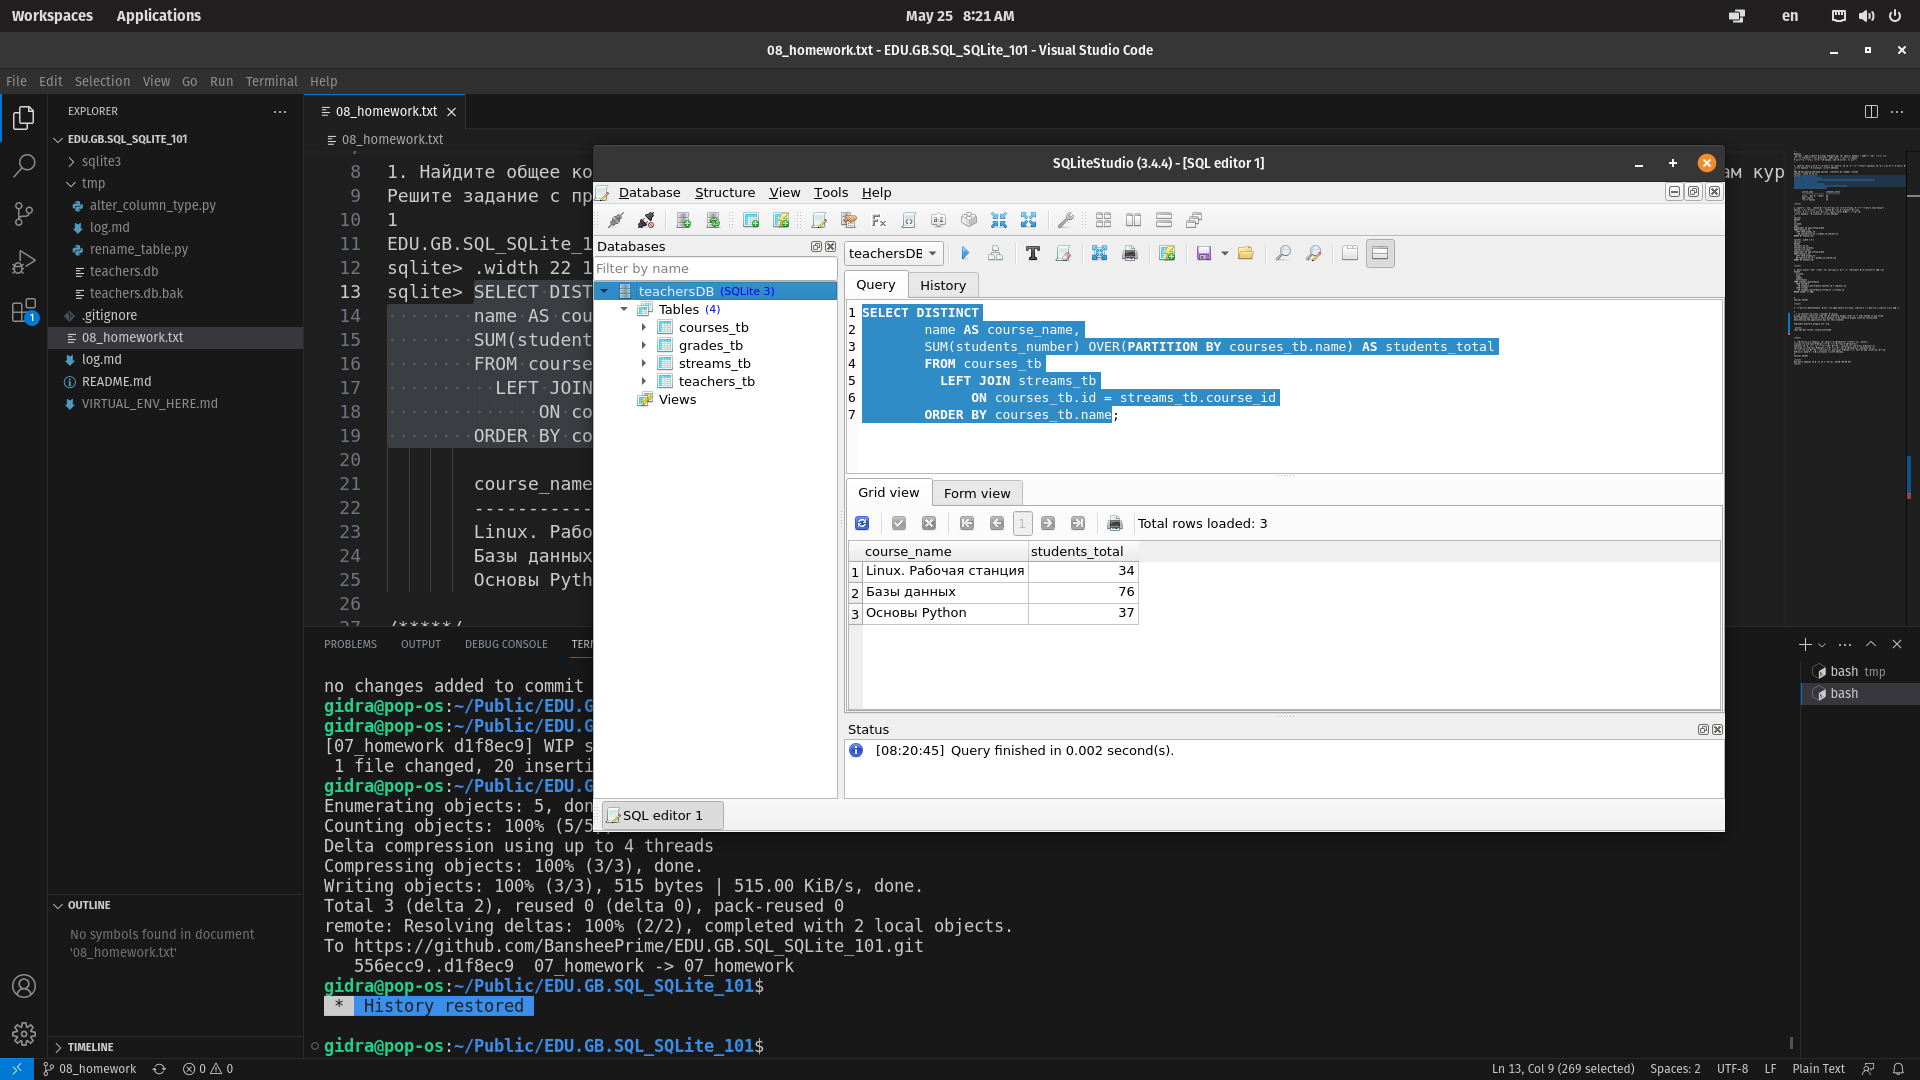 Workspaces Applications May 25 8:21 AM en
08_homework.txt - EDU.GB.SQL_SQLite_101 - Visual Studio Code
File Edit Selection View Go Run Terminal Help
EXPLORER
EDU.GB.SQL_SQLITE_101
sqlite3
tmp
alter_column_type.py
log.md
rename_table.py
teachers.db
teachers.db.bak
.gitignore
08_homework.txt
log.md
README.md
VIRTUAL_ENV_HERE.md
OUTLINE
No symbols found in document
'08_homework.txt'
TIMELINE
08_homework.txt
08_homework.txt
8 1. Найдите общее ко
ам кур
9 Решите задание с пр
10 1
11 EDU.GB.SQL_SQLite_1
12 sqlite> .width 22 1
13 sqlite> SELECT DIST
14 name AS cou
15 SUM(student
16 FROM course
17 LEFT JOIN
18 ON co
19 ORDER BY co
20
21 course_name
22 -----------
23 Linux. Рабо
24 Базы данных
25 Основы Pyth
26
27 /*****/
SQLiteStudio (3.4.4) - [SQL editor 1]
Database Structure View Tools Help
Databases
Filter by name
teachersDB (SQLite 3)
Tables (4)
courses_tb
grades_tb
streams_tb
teachers_tb
Views
teachersDB
Query History
1 SELECT DISTINCT
2 name AS course_name,
3 SUM(students_number) OVER(PARTITION BY courses_tb.name) AS students_total
4 FROM courses_tb
5 LEFT JOIN streams_tb
6 ON courses_tb.id = streams_tb.course_id
7 ORDER BY courses_tb.name;
Grid view Form view
1 Total rows loaded: 3
course_name students_total
1 Linux. Рабочая станция 34
2 Базы данных 76
3 Основы Python 37
Status
[08:20:45] Query finished in 0.002 second(s).
SQL editor 1
PROBLEMS OUTPUT DEBUG CONSOLE TERM
bash tmp
bash
no changes added to commit
gidra@pop-os:~/Public/EDU.G
gidra@pop-os:~/Public/EDU.G
[07_homework d1f8ec9] WIP s
1 file changed, 20 inserti
gidra@pop-os:~/Public/EDU.G
Enumerating objects: 5, don
Counting objects: 100% (5/5
Delta compression using up to 4 threads
Compressing objects: 100% (3/3), done.
Writing objects: 100% (3/3), 515 bytes | 515.00 KiB/s, done.
Total 3 (delta 2), reused 0 (delta 0), pack-reused 0
remote: Resolving deltas: 100% (2/2), completed with 2 local objects.
To https://github.com/BansheePrime/EDU.GB.SQL_SQLite_101.git
556ecc9..d1f8ec9 07_homework -> 07_homework
gidra@pop-os:~/Public/EDU.GB.SQL_SQLite_101$
* History restored
gidra@pop-os:~/Public/EDU.GB.SQL_SQLite_101$
08_homework 0 0 Ln 13, Col 9 (269 selected) Spaces: 2 UTF-8 LF Plain Text